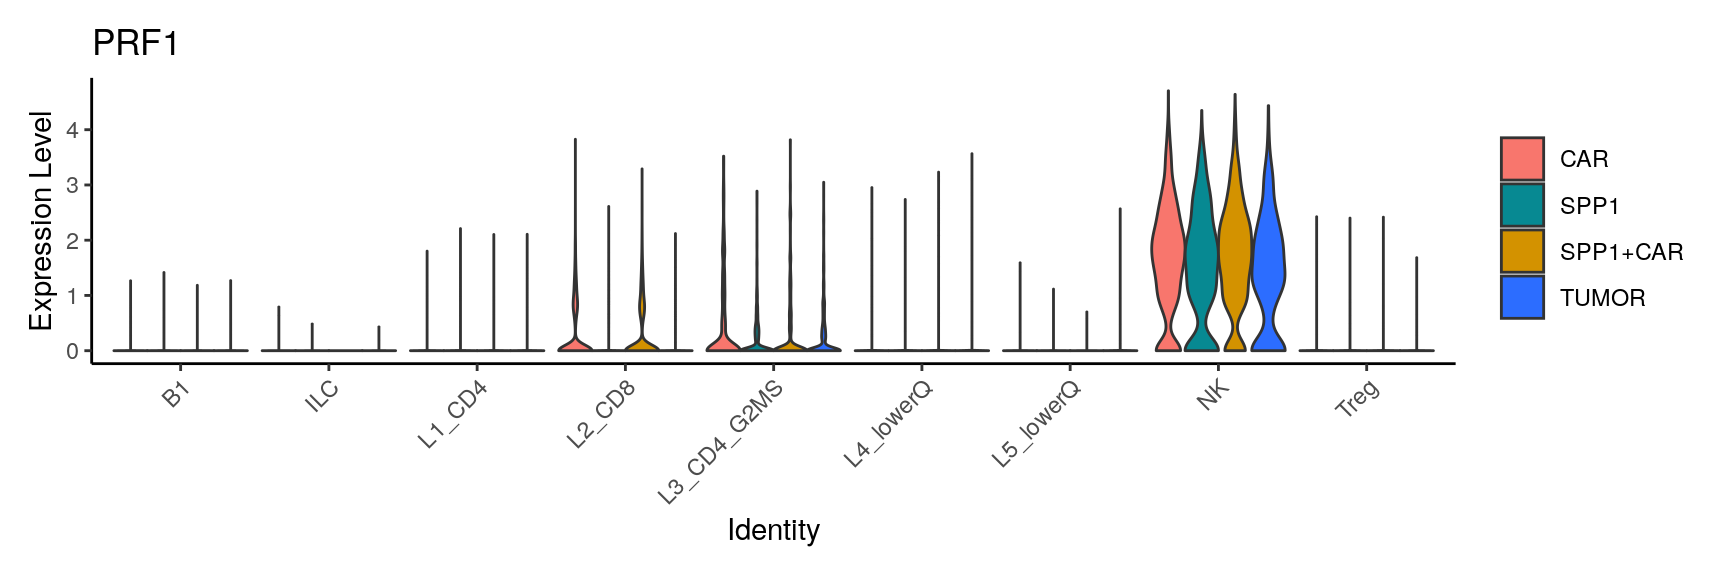 PRF1
Expression Level
4
3
2
1
0
B1
ILC
L1_CD4
L2_CD8
L3_CD4_G2MS
L4_lowerQ
L5_lowerQ
NK
Treg
Identity
CAR
SPP1
SPP1+CAR
TUMOR